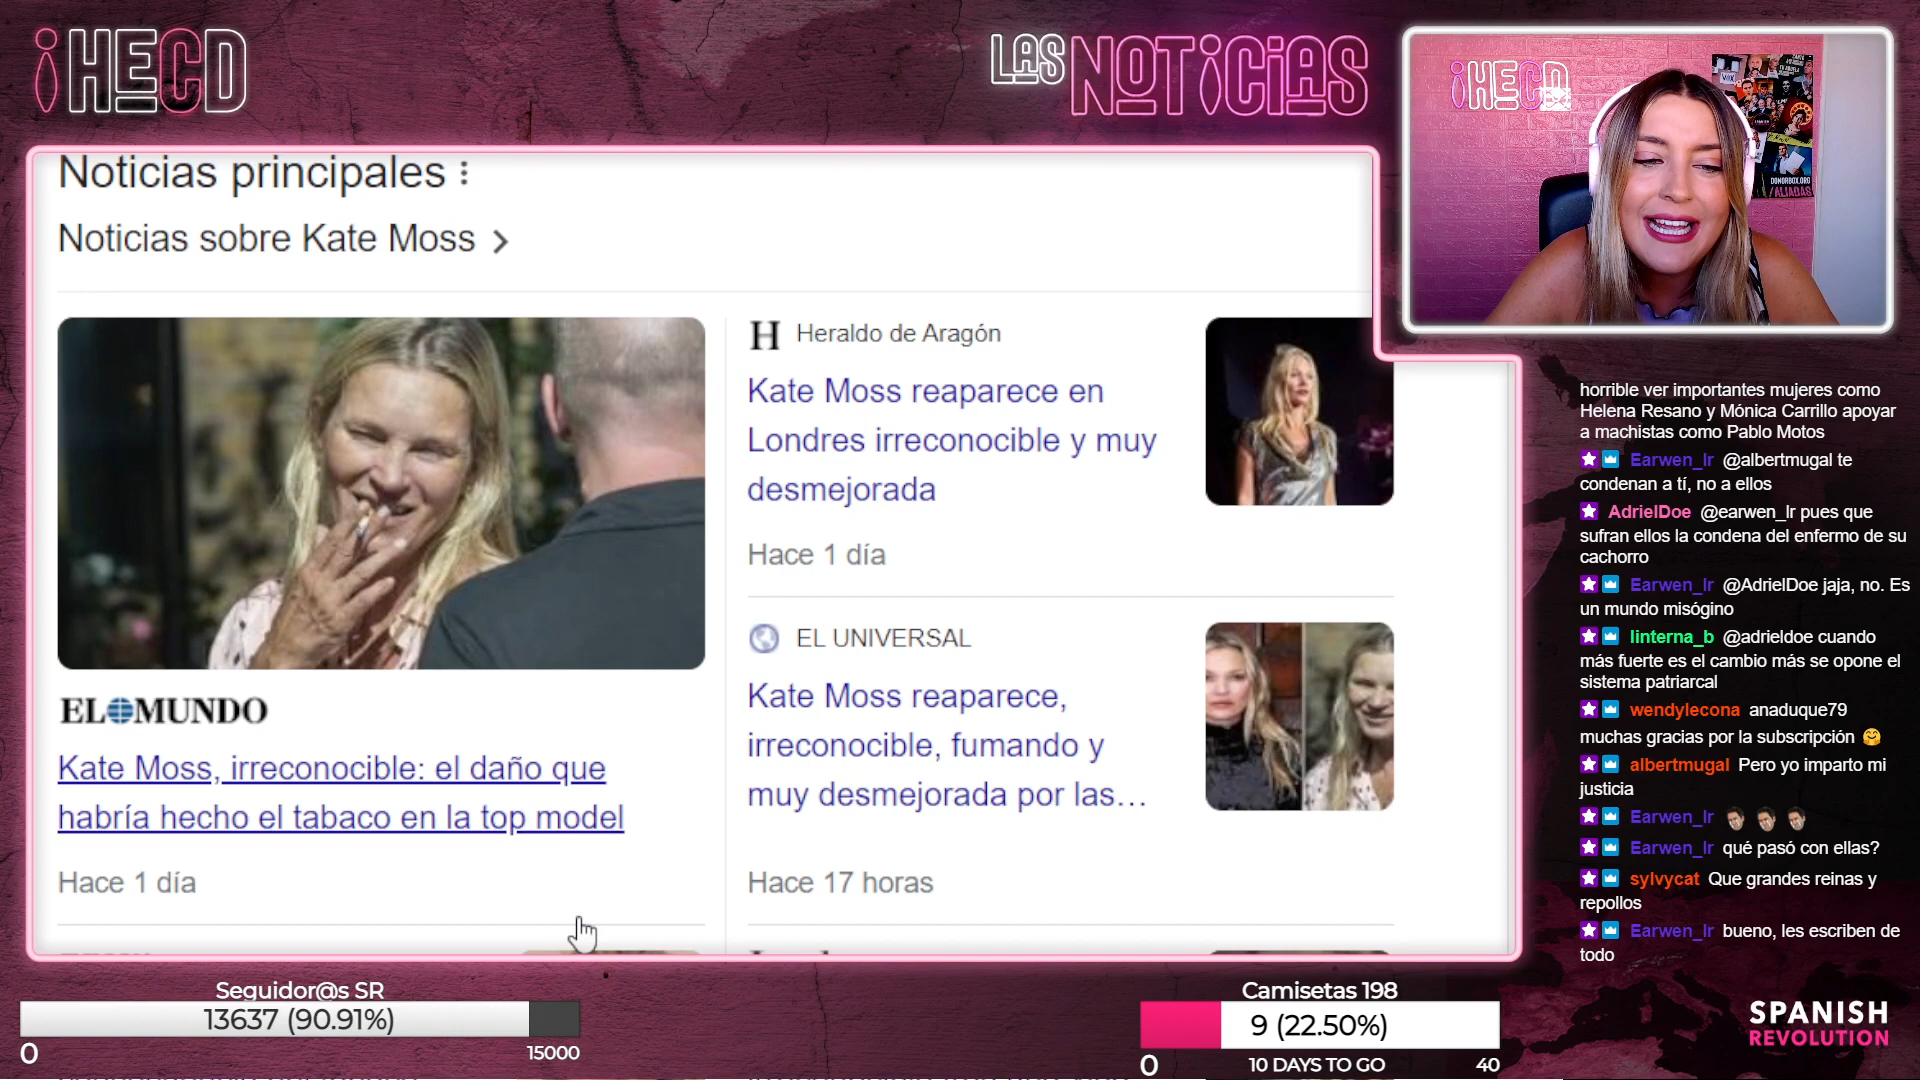 ¡HECD
LAS NOTICIAS
¡HECD
DONORBOX.ORG
/ALIADAS
Noticias principales
Noticias sobre Kate Moss
EL MUNDO
Kate Moss, irreconocible: el daño que
habría hecho el tabaco en la top model
Hace 1 día
H Heraldo de Aragón
Kate Moss reaparece en
Londres irreconocible y muy
desmejorada
Hace 1 día
EL UNIVERSAL
Kate Moss reaparece,
irreconocible, fumando y
muy desmejorada por las...
Hace 17 horas
horrible ver importantes mujeres como
Helena Resano y Mónica Carrillo apoyar
a machistas como Pablo Motos
Earwen_lr @albertmugal te
condenan a tí, no a ellos
AdrielDoe @earwen_lr pues que
sufran ellos la condena del enfermo de su
cachorro
Earwen_lr @AdrielDoe jaja, no. Es
un mundo misógino
linterna_b @adrieldoe cuando
más fuerte es el cambio más se opone el
sistema patriarcal
wendylecona anaduque79
muchas gracias por la subscripción 🤗
albertmugal Pero yo imparto mi
justicia
Earwen_lr
Earwen_lr qué pasó con ellas?
sylvycat Que grandes reinas y
repollos
Earwen_lr bueno, les escriben de
todo
Seguidor@s SR
13637 (90.91%)
0 15000
Camisetas 198
9 (22.50%)
0 10 DAYS TO GO 40
SPANISH
REVOLUTION